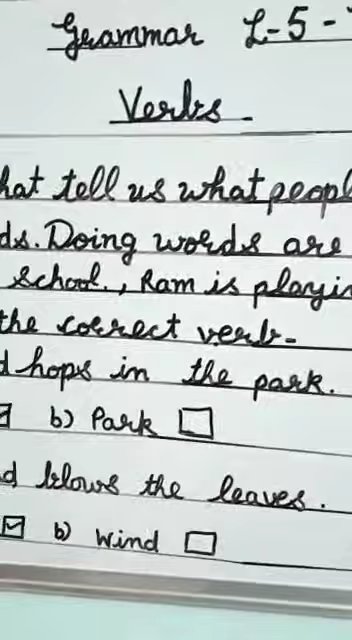 Grammar L-5-
Verbs.
hat tell us what peopl
ds. Doing words are
School., Ram is playin
the correct verb-
d hops in the park.
☑ b) Park ☐
d blows the leaves.
☑ b) wind ☐